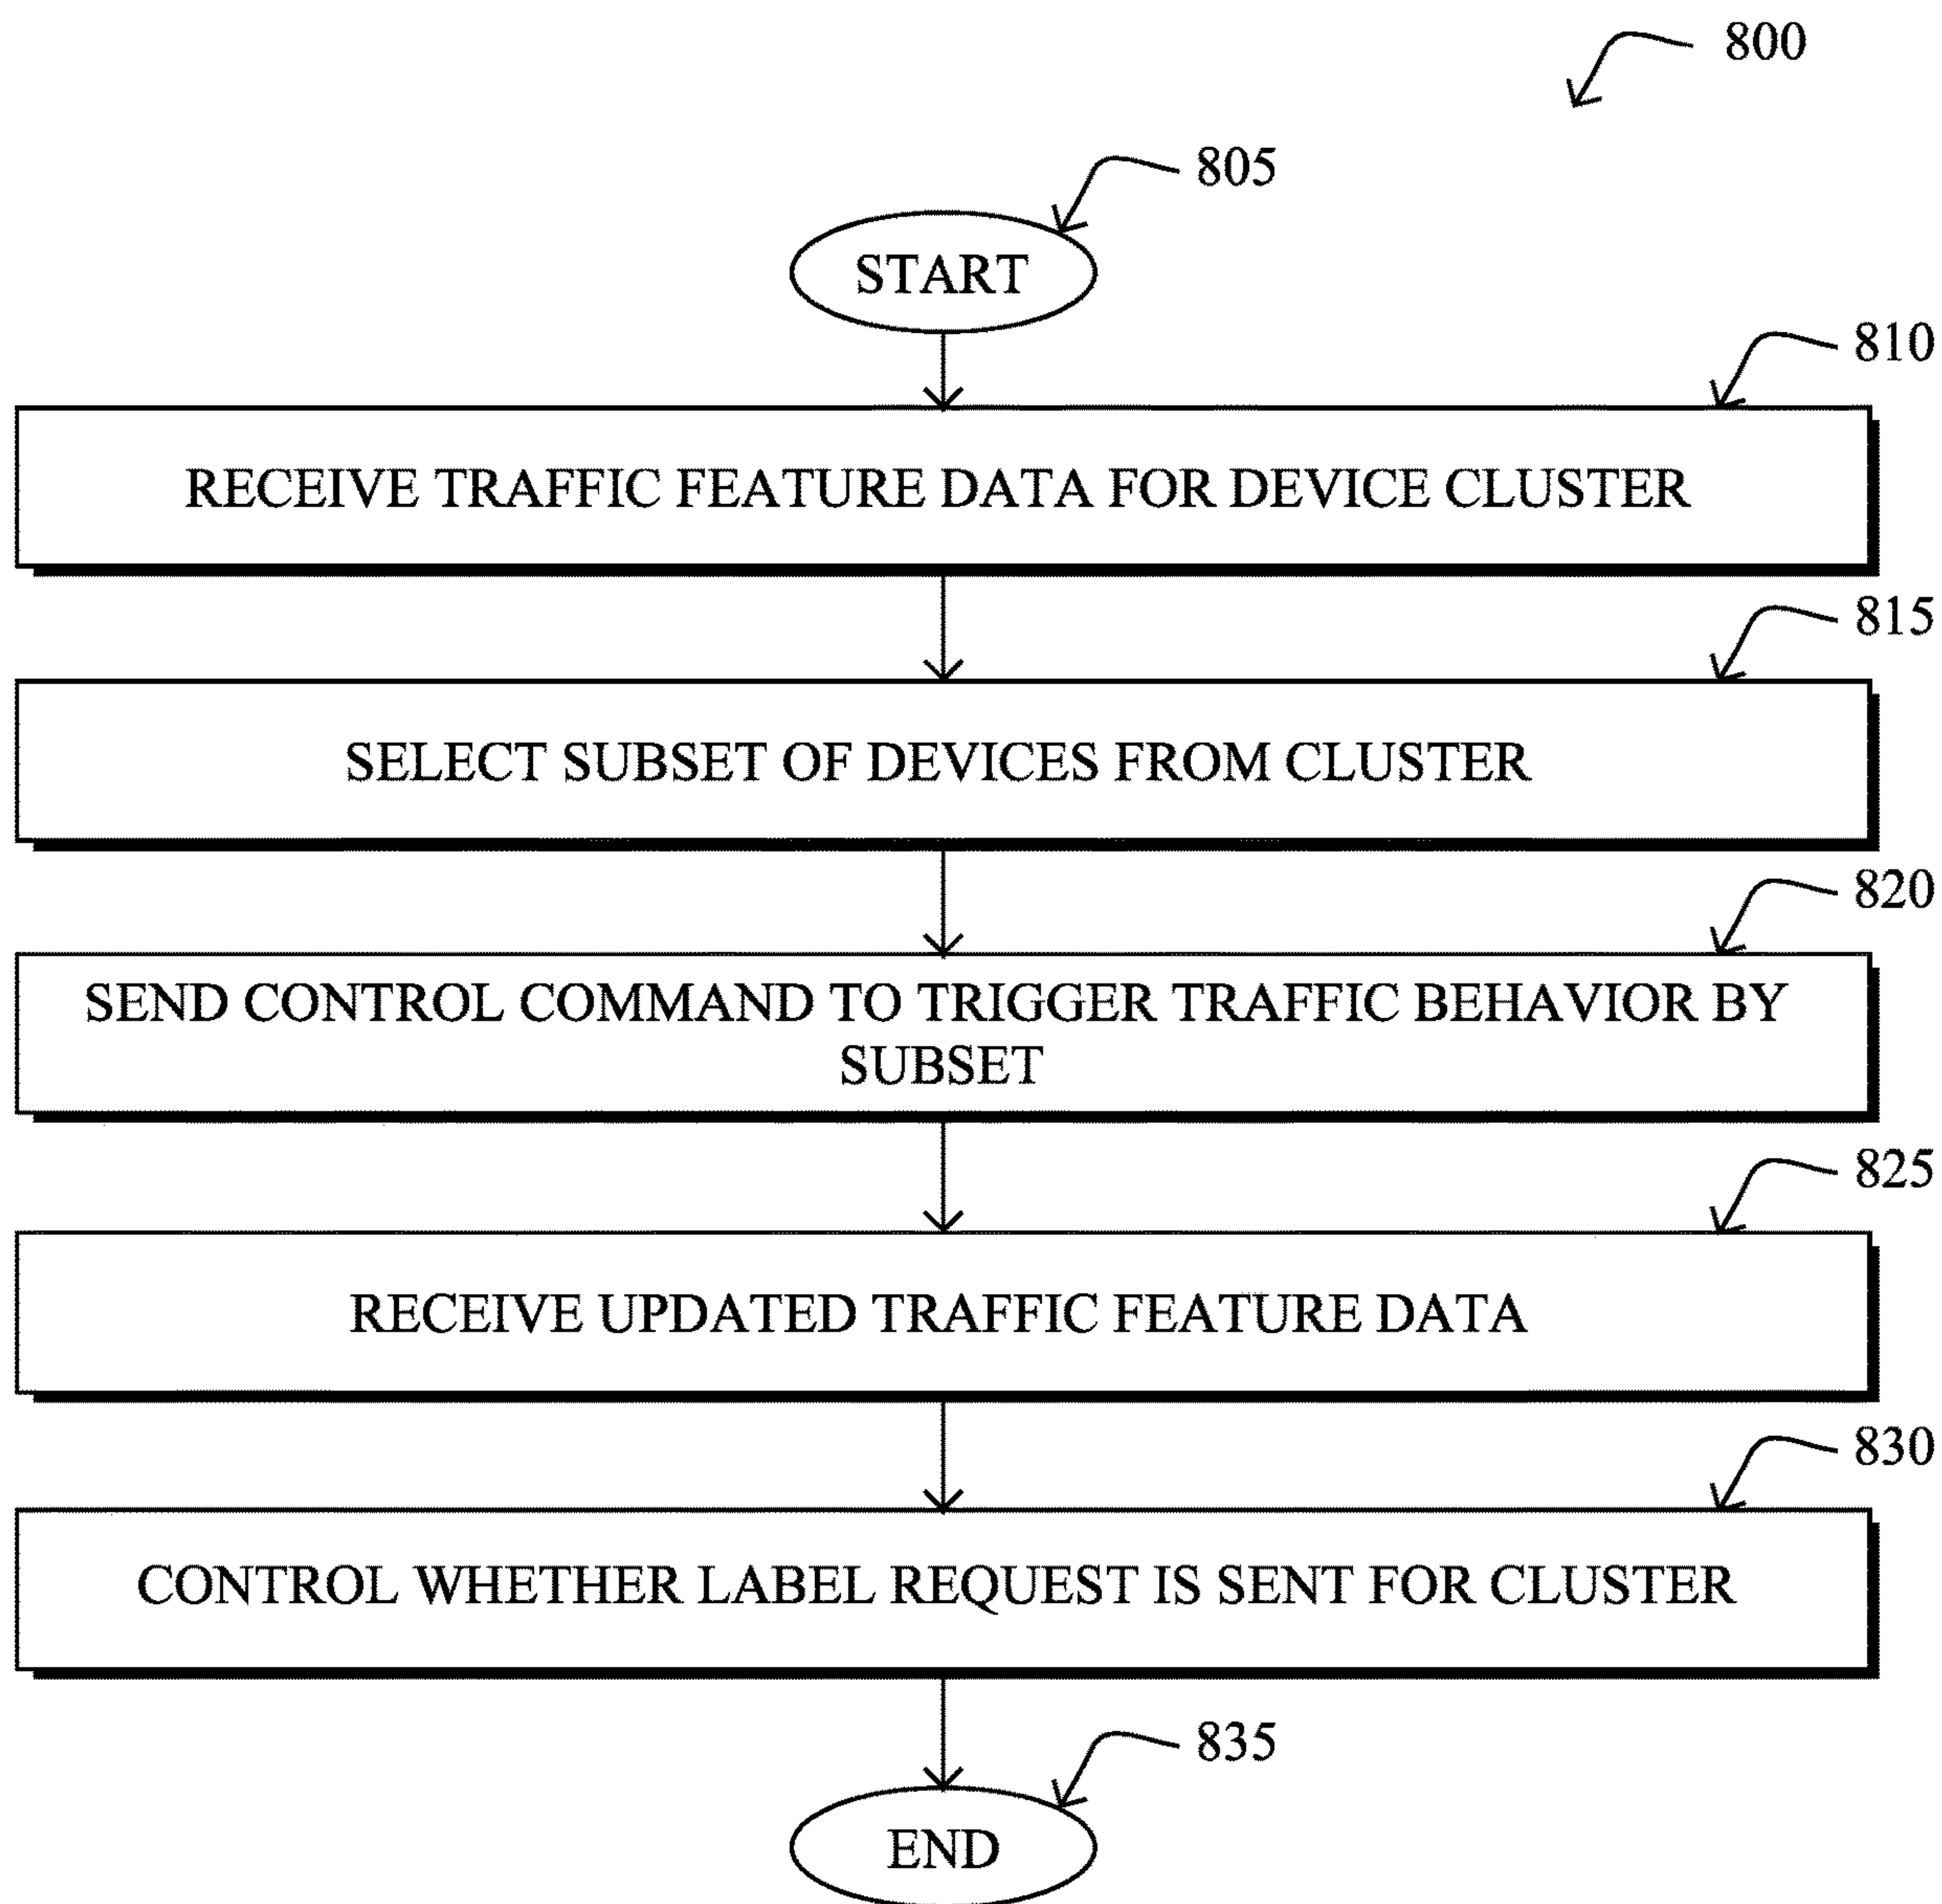 800
805
START
810
RECEIVE TRAFFIC FEATURE DATA FOR DEVICE CLUSTER
815
SELECT SUBSET OF DEVICES FROM CLUSTER
820
SEND CONTROL COMMAND TO TRIGGER TRAFFIC BEHAVIOR BY
SUBSET
825
RECEIVE UPDATED TRAFFIC FEATURE DATA
830
CONTROL WHETHER LABEL REQUEST IS SENT FOR CLUSTER
835
END